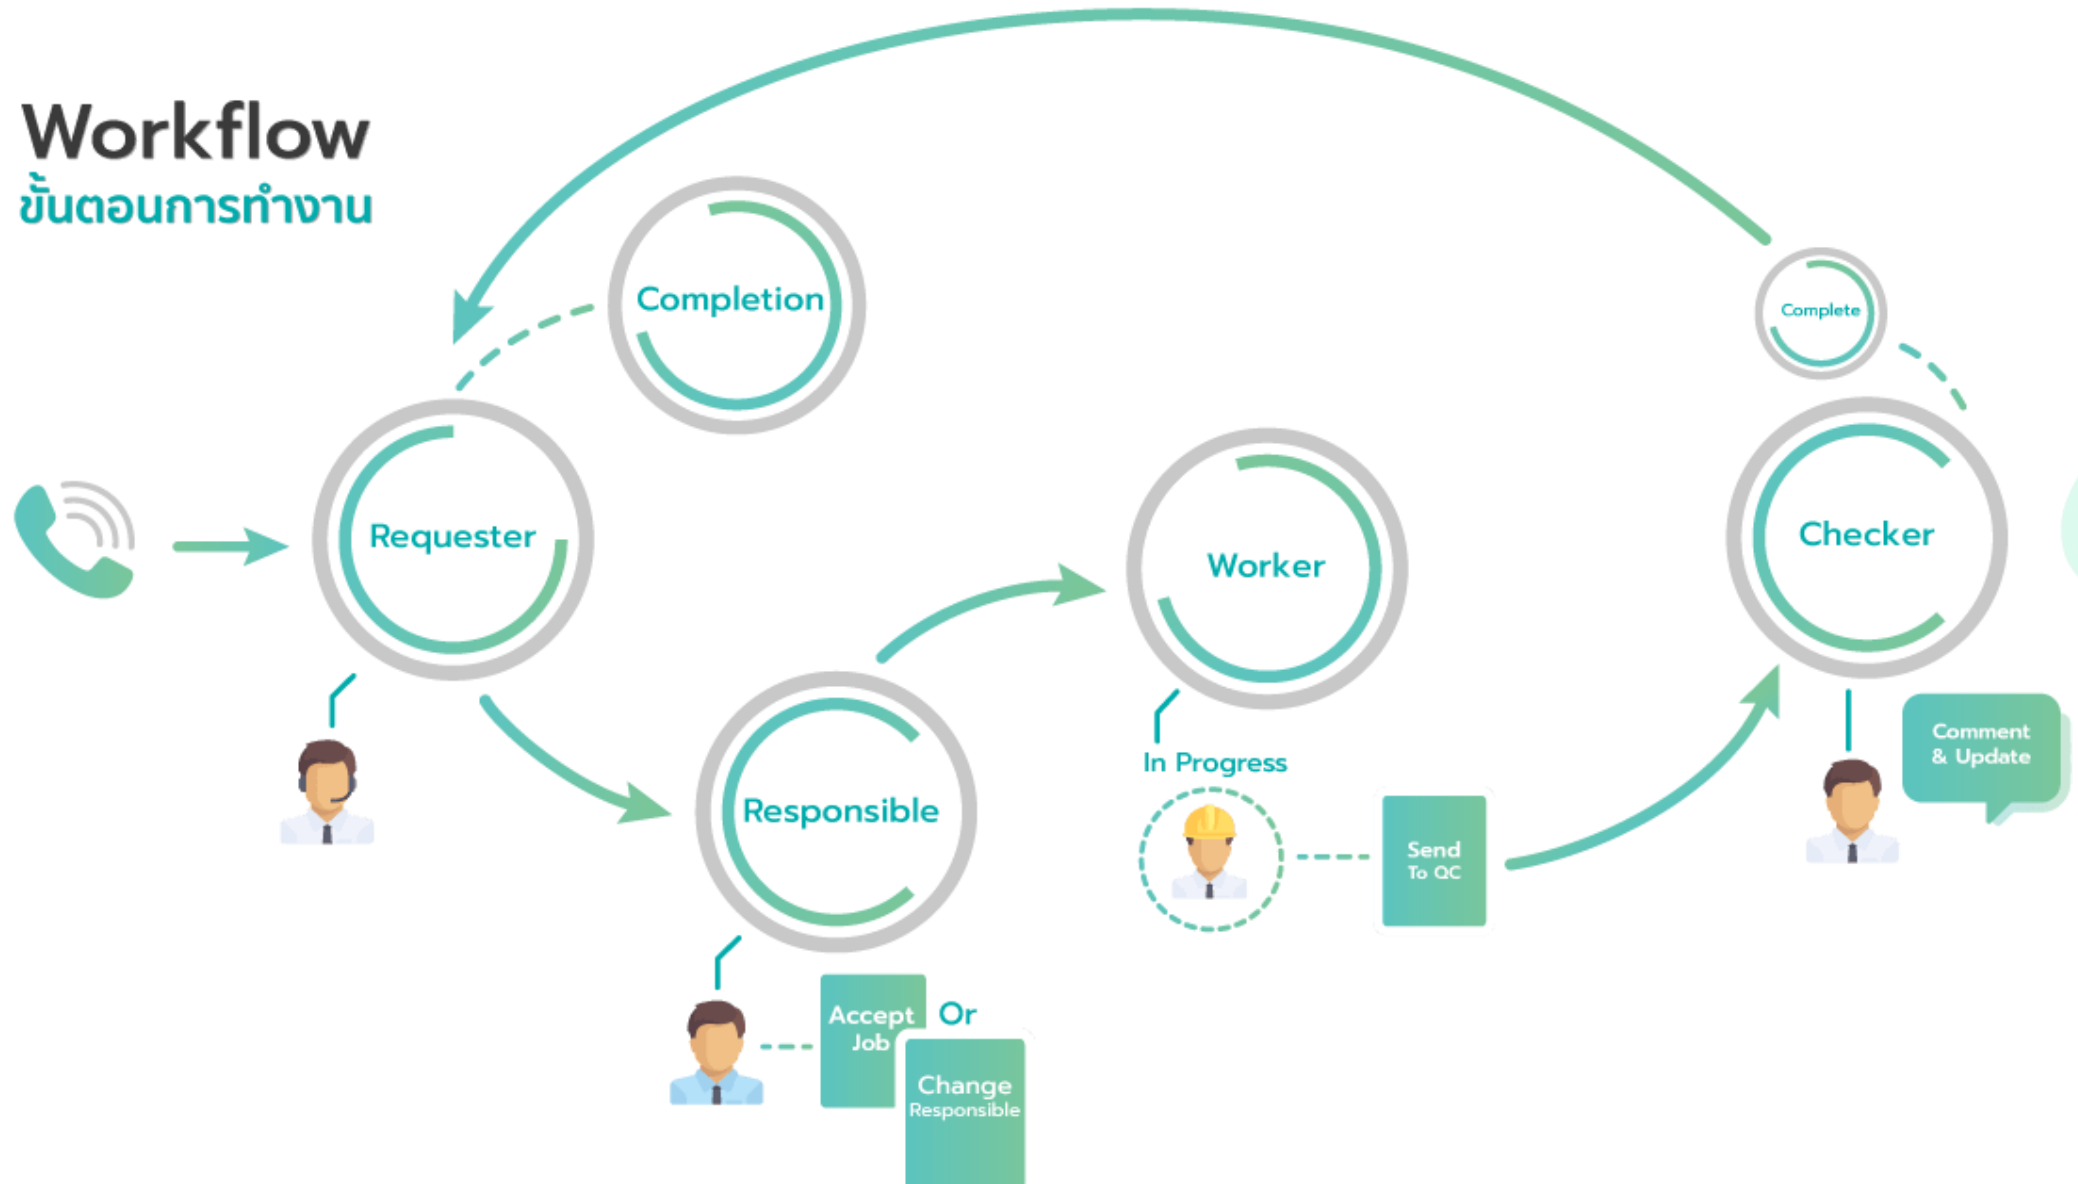 Workflow
ขั้นตอนการทำงาน
Completion
Complete
Requester
Worker
Checker
Responsible
In Progress
Send
To QC
Comment
& Update
Accept
Job
Or
Change
Responsible